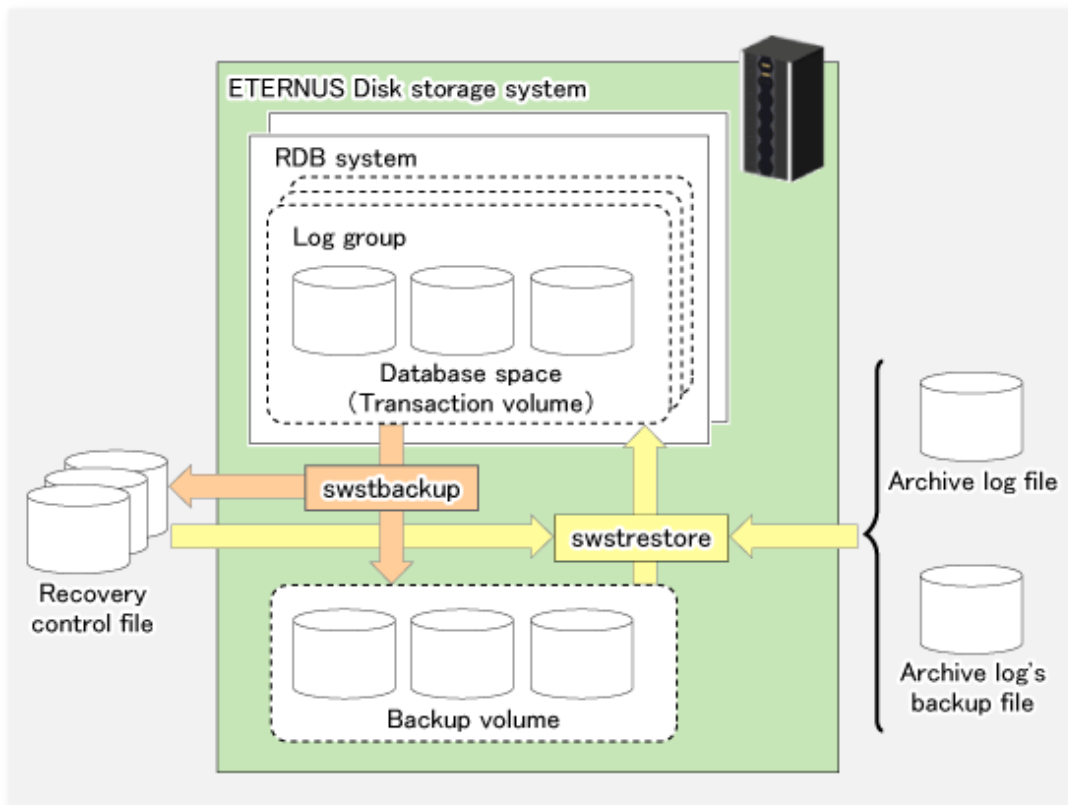 ETERNUS Disk storage system
RDB system
Log group
Database space
(Transaction volume)
swstbackup
swstrestore
Recovery
control file
Archive log file
Archive log's
backup file
Backup volume